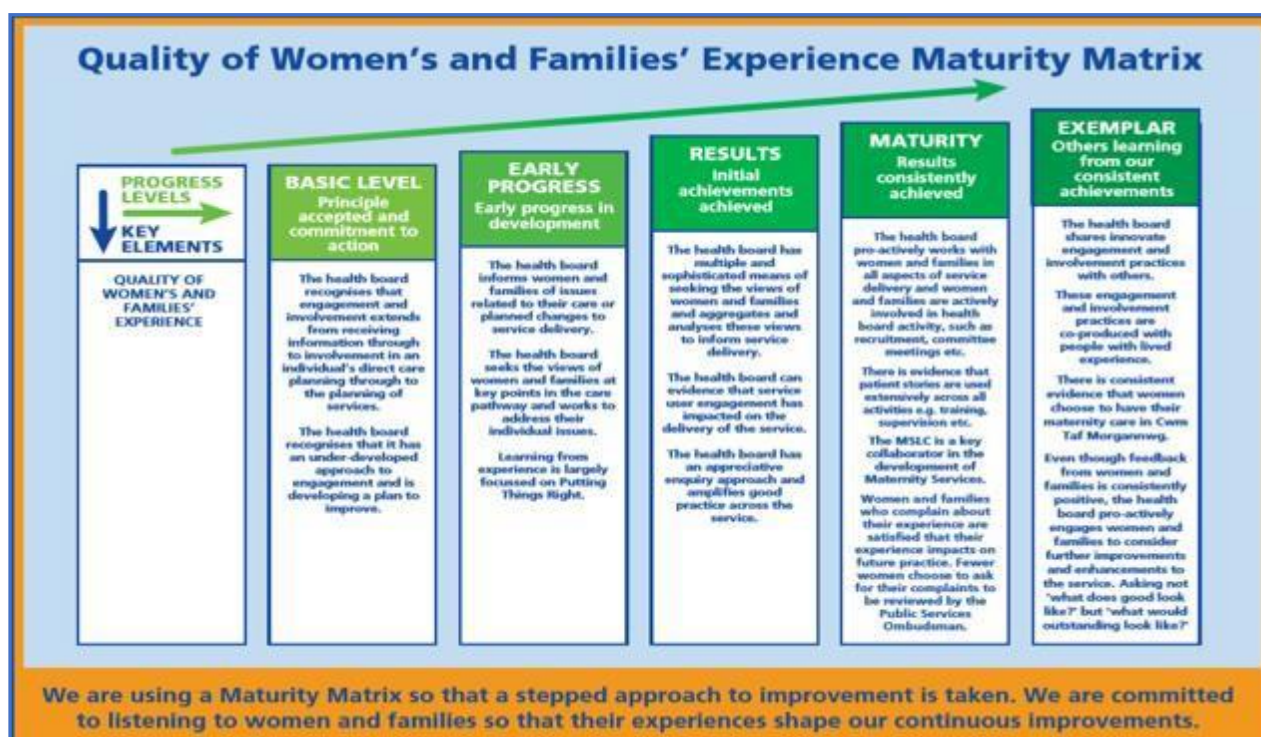 Quality of Women's and Families' Experience Maturity Matrix
PROGRESS
LEVELS
KEY
ELEMENTS
QUALITY OF
WOMEN'S AND
FAMILIES'
EXPERIENCE
BASIC LEVEL
Principle
accepted and
commitment to
action
The health board
recognises that
engagement and
involvement extends
from receiving
information through
to involvement in an
individual's direct care
planning through to
the planning of
services.
The health board
recognises that it has
an under-developed
approach to
engagement and is
developing a plan to
improve.
EARLY
PROGRESS
Early progress in
development
The health board
informs women and
families of issues
related to their care or
planned changes to
service delivery.
The health board
seeks the views of
women and families at
key points in the care
pathway and works to
address their
individual issues.
Learning from
experience is largely
focussed on Putting
Things Right.
RESULTS
Initial
achievements
achieved
The health board has
multiple and
sophisticated means of
seeking the views of
women and families
and aggregates and
analyses these views
to inform service
delivery.
The health board can
evidence that service
user engagement has
impacted on the
delivery of the service.
The health board has
an appreciative
enquiry approach and
amplifies good
practice across the
service.
MATURITY
Results
consistently
achieved
The health board
pro-actively works with
women and families in
all aspects of service
delivery and women
and families are actively
involved in health
board activity, such as
recruitment, committee
meetings etc.
There is evidence that
patient stories are used
extensively across all
activities e.g. training,
supervision etc.
The MSLC is a key
collaborator in the
development of
Maternity Services.
Women and families
who complain about
their experience are
satisfied that their
experience impacts on
future practice. Fewer
women choose to ask
for their complaints to
be reviewed by the
Public Services
Ombudsman.
EXEMPLAR
Others learning
from our
consistent
achievements
The health board
shares innovate
engagement and
involvement practices
with others.
These engagement
and involvement
practices are
co-produced with
people with lived
experience.
There is consistent
evidence that women
choose to have their
maternity care in Cwm
Taf Morgannwg.
Even though feedback
from women and
families is consistently
positive, the health
board pro-actively
engages women and
families to consider
further improvements
and enhancements to
the service. Asking not
'what does good look
like?' but 'what would
outstanding look like?'
We are using a Maturity Matrix so that a stepped approach to improvement is taken. We are committed
to listening to women and families so that their experiences shape our continuous improvements.